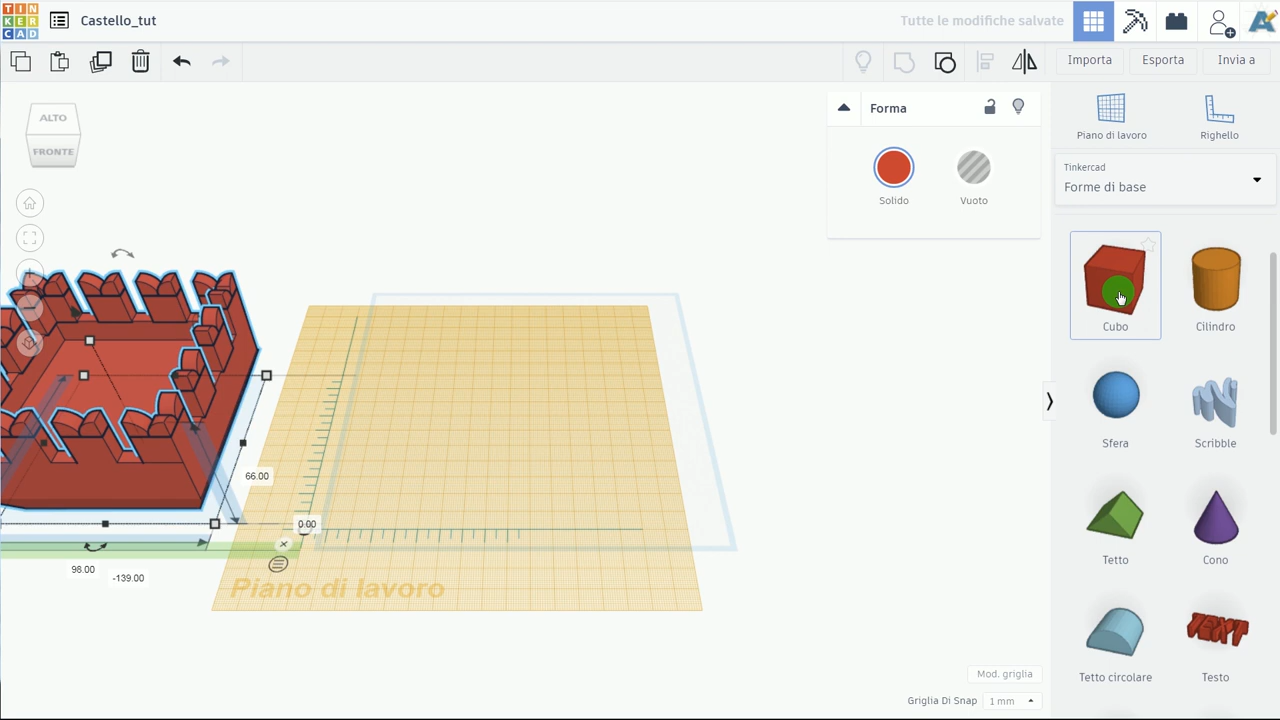 TIN
KER
CAD
Castello_tut
Tutte le modifiche salvate
Importa
Esporta
Invia a
ALTO
FRONTE
Forma
Solido
Vuoto
Piano di lavoro
Righello
Tinkercad
Forme di base
Cubo
Cilindro
Sfera
Scribble
Tetto
Cono
TEXT
Tetto circolare
Testo
66.00
0.00
98.00
-139.00
Piano di lavoro
Mod. griglia
Griglia Di Snap
1 mm